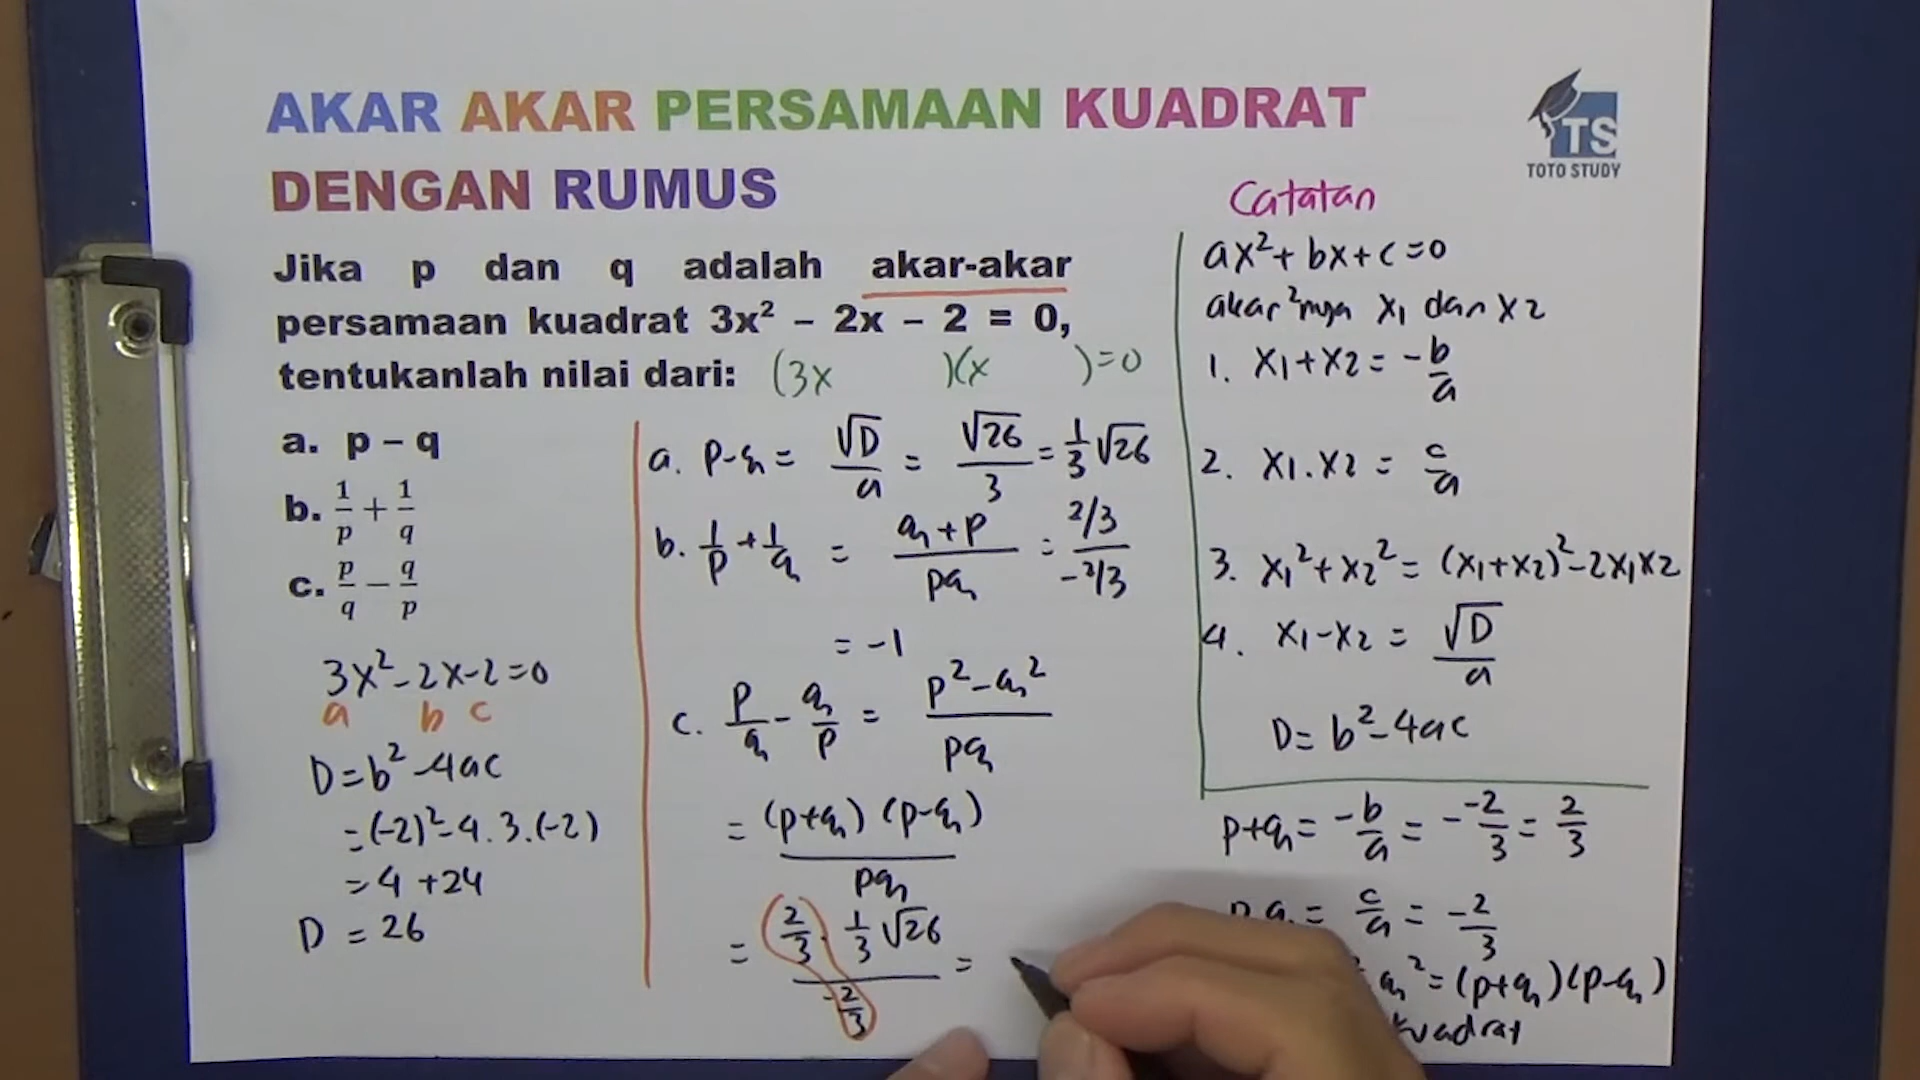 AKAR AKAR PERSAMAAN KUADRAT
DENGAN RUMUS
TS
TOTO STUDY
Jika p dan q adalah akar-akar
persamaan kuadrat 3x² – 2x – 2 = 0,
tentukanlah nilai dari: (3x )(x )=0
a. p – q
b. 1/p + 1/q
c. p/q – q/p
3x²-2x-2=0
a b c
D=b²-4ac
=(-2)²-4.3.(-2)
=4+24
D = 26
a. p-q = √D/a = √26/3 = 1/3 √26
b. 1/p + 1/q = (q+p)/pq = (2/3)/(-2/3)
= -1
c. p/q - q/p = (p²-q²)/pq
= (p+q)(p-q)/pq
= (2/3 . 1/3 √26)/(-2/3) =
Catatan
ax²+bx+c=0
akar²nya x₁ dan x₂
1. x₁+x₂ = -b/a
2. x₁.x₂ = c/a
3. x₁²+x₂² = (x₁+x₂)²-2x₁x₂
4. x₁-x₂ = √D/a
D = b²-4ac
p+q = -b/a = - -2/3 = 2/3
= c/a = -2/3
q²=(p+q)(p-q)
kuadrat